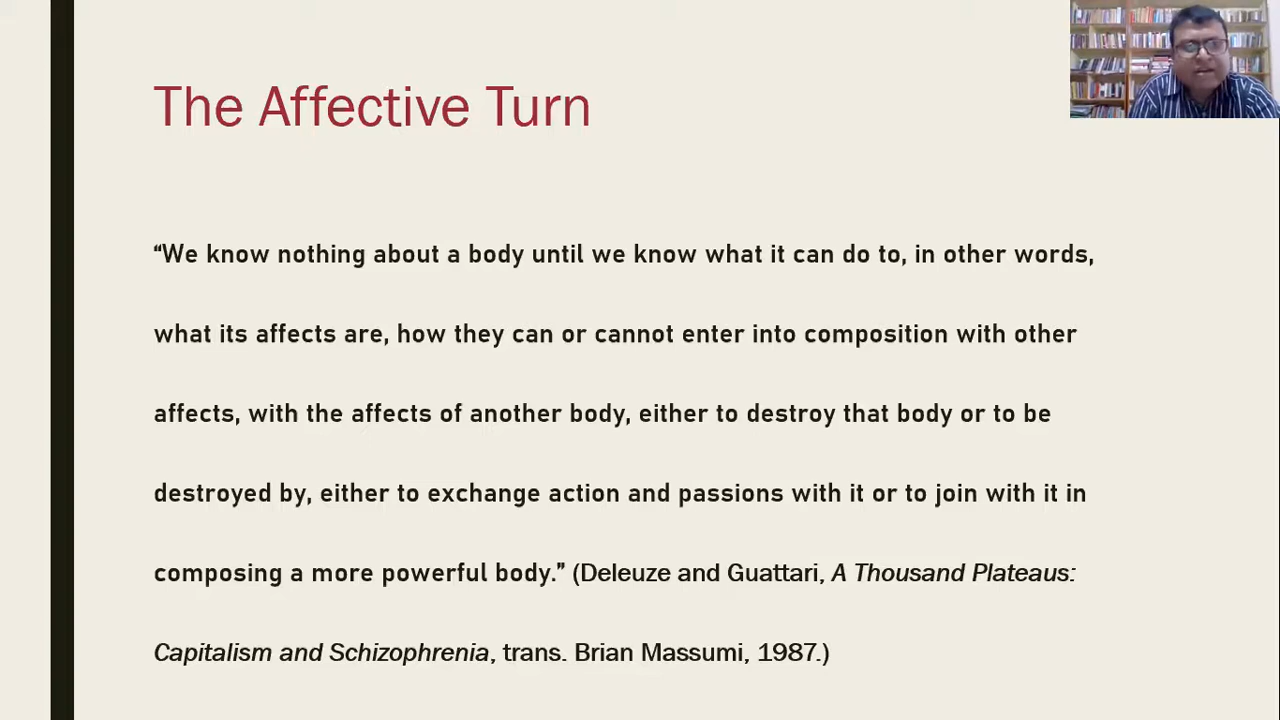 The Affective Turn
“We know nothing about a body until we know what it can do to, in other words,
what its affects are, how they can or cannot enter into composition with other
affects, with the affects of another body, either to destroy that body or to be
destroyed by, either to exchange action and passions with it or to join with it in
composing a more powerful body.” (Deleuze and Guattari, A Thousand Plateaus:
Capitalism and Schizophrenia, trans. Brian Massumi, 1987.)